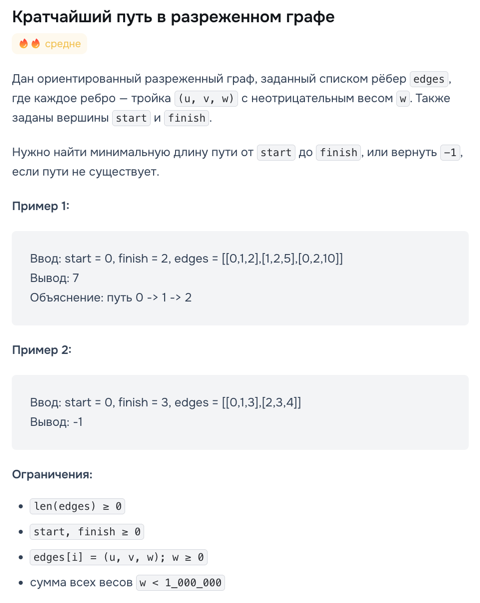 Кратчайший путь в разреженном графе
🔥🔥 средне
Дан ориентированный разреженный граф, заданный списком рёбер edges,
где каждое ребро — тройка (u, v, w) с неотрицательным весом w. Также
заданы вершины start и finish.
Нужно найти минимальную длину пути от start до finish, или вернуть -1,
если пути не существует.
Пример 1:
Ввод: start = 0, finish = 2, edges = [[0,1,2],[1,2,5],[0,2,10]]
Вывод: 7
Объяснение: путь 0 -> 1 -> 2
Пример 2:
Ввод: start = 0, finish = 3, edges = [[0,1,3],[2,3,4]]
Вывод: -1
Ограничения:
• len(edges) ≥ 0
• start, finish ≥ 0
• edges[i] = (u, v, w); w ≥ 0
• сумма всех весов w < 1_000_000